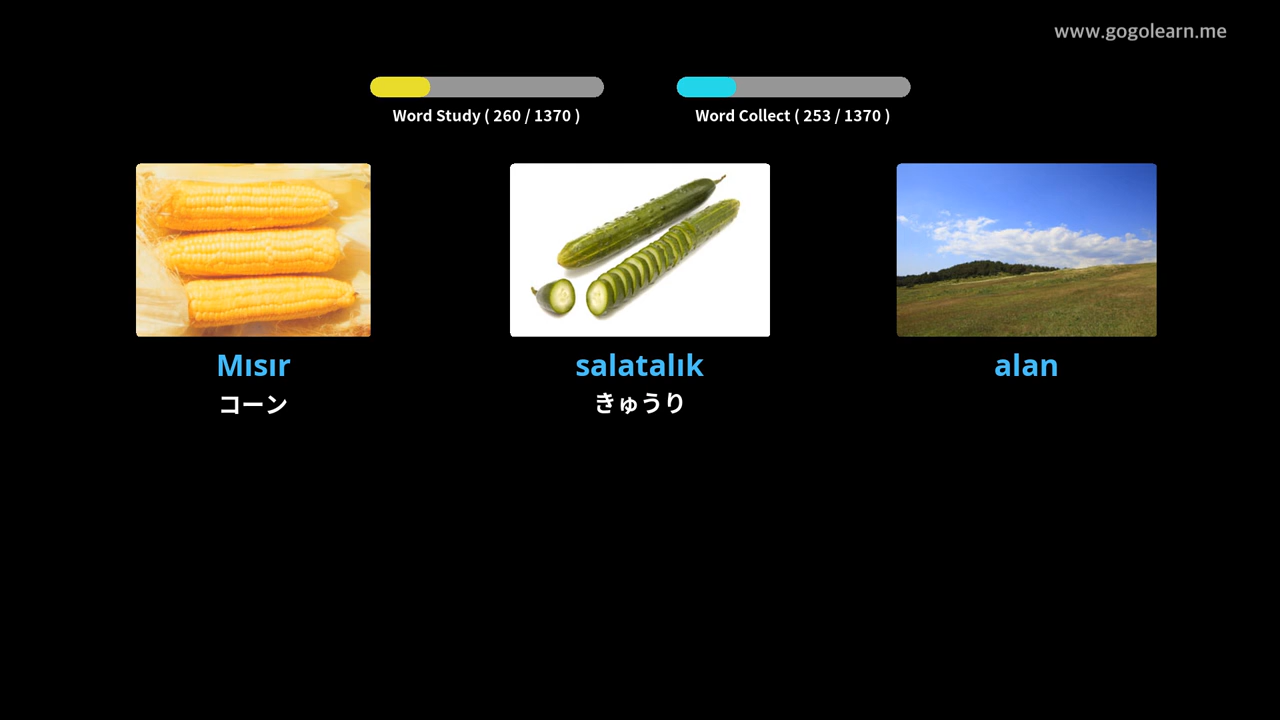 www.gogolearn.me
Word Study ( 260 / 1370 )
Word Collect ( 253 / 1370 )
Mısır
コーン
salatalık
きゅうり
alan